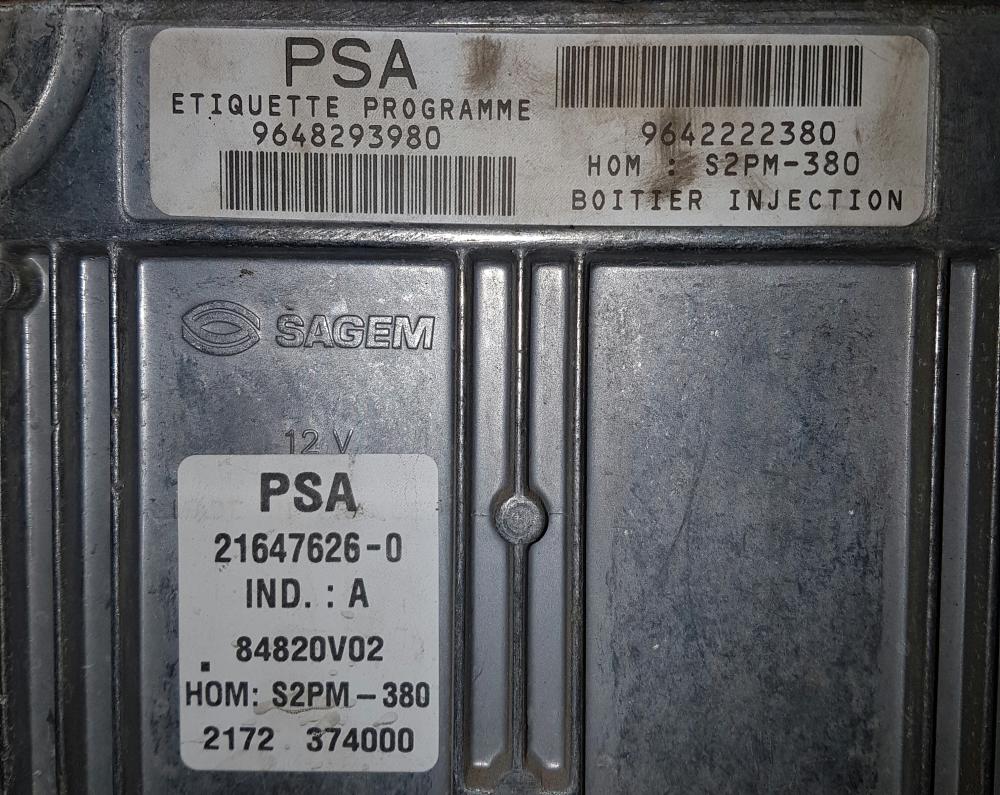 PSA
ETIQUETTE PROGRAMME
9648293980
9642222380
HOM : S2PM-380
BOITIER INJECTION
SAGEM
12 V
PSA
21647626-0
IND. : A
84820V02
HOM: S2PM-380
2172 374000